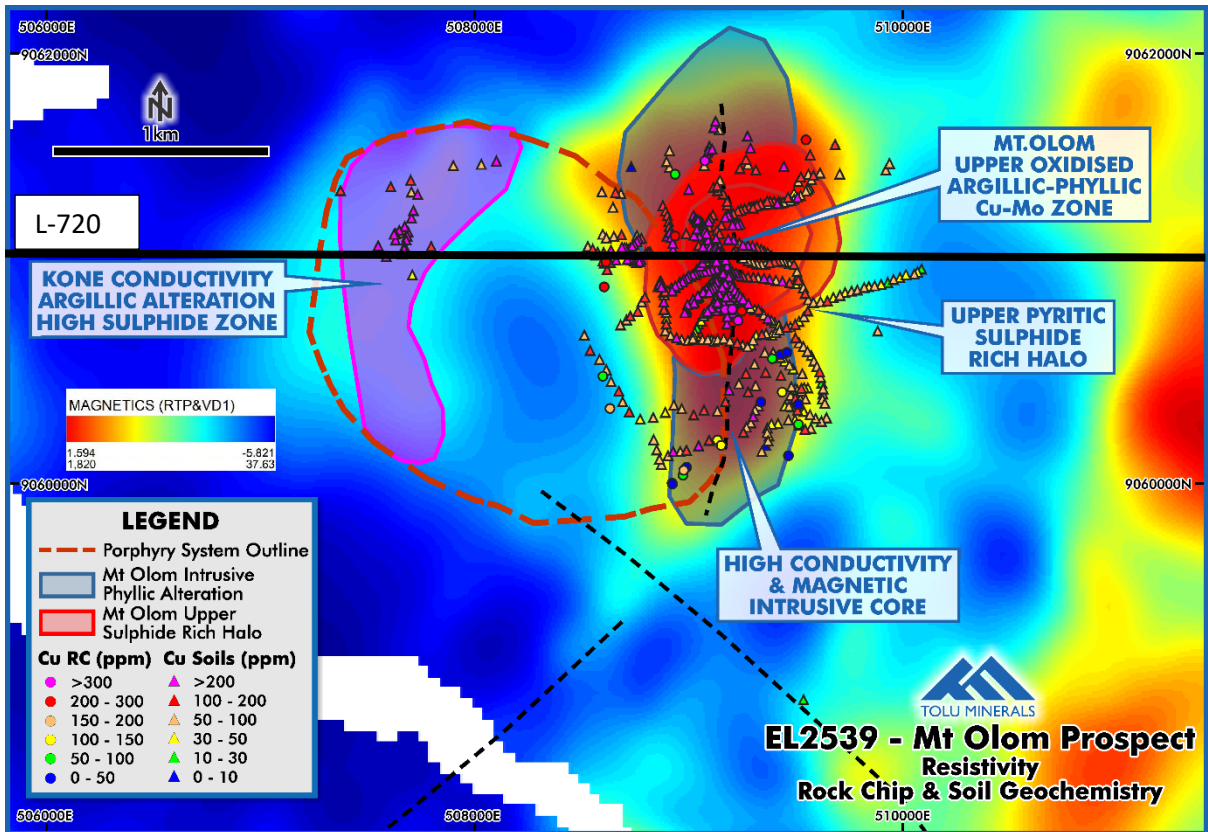 506000E
508000E
510000E
9062000N
9062000N
N
1km
MT.OLOM
UPPER OXIDISED
ARGILLIC-PHYLLIC
Cu-Mo ZONE
L-720
KONE CONDUCTIVITY
ARGILLIC ALTERATION
HIGH SULPHIDE ZONE
UPPER PYRITIC
SULPHIDE
RICH HALO
MAGNETICS (RTP&VD1)
1.594 -5.821
1,820 37.63
9060000N
9060000N
HIGH CONDUCTIVITY
& MAGNETIC
INTRUSIVE CORE
LEGEND
Porphyry System Outline
Mt Olom Intrusive
Phyllic Alteration
Mt Olom Upper
Sulphide Rich Halo
Cu RC (ppm) Cu Soils (ppm)
>300 >200
200 - 300 100 - 200
150 - 200 50 - 100
100 - 150 30 - 50
50 - 100 10 - 30
0 - 50 0 - 10
TOLU MINERALS
EL2539 - Mt Olom Prospect
Resistivity
Rock Chip & Soil Geochemistry
506000E
508000E
510000E